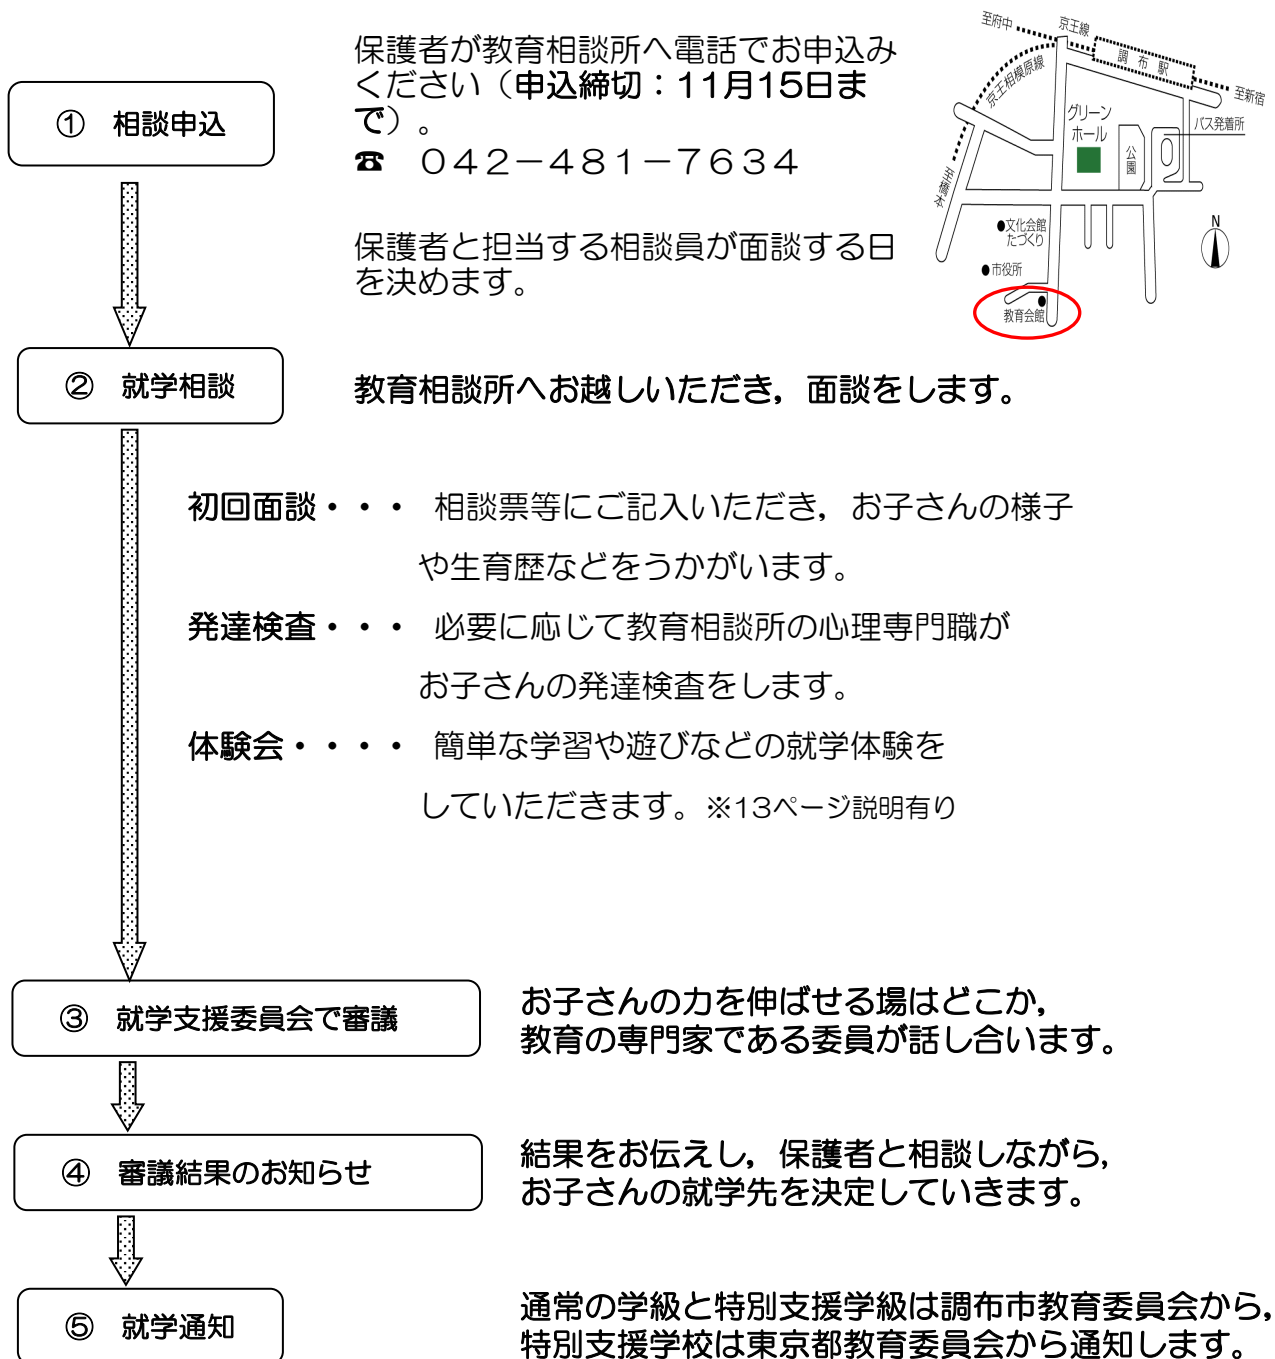 保護者が教育相談所へ電話でお申込み
ください（申込締切：11月15日ま
で）。
☎ ０４２－４８１－７６３４
① 相談申込
保護者と担当する相談員が面談する日
を決めます。
至府中
京王線
調布駅
京王相模原線
至新宿
グリーン
ホール
バス発着所
公園
至橋本
文化会館
たづくり
N
市役所
教育会館
② 就学相談
教育相談所へお越しいただき，面談をします。
初回面談・・・ 相談票等にご記入いただき，お子さんの様子
や生育歴などをうかがいます。
発達検査・・・ 必要に応じて教育相談所の心理専門職が
お子さんの発達検査をします。
体験会・・・・ 簡単な学習や遊びなどの就学体験を
していただきます。※13ページ説明有り
③ 就学支援委員会で審議
お子さんの力を伸ばせる場はどこか，
教育の専門家である委員が話し合います。
④ 審議結果のお知らせ
結果をお伝えし，保護者と相談しながら，
お子さんの就学先を決定していきます。
⑤ 就学通知
通常の学級と特別支援学級は調布市教育委員会から，
特別支援学校は東京都教育委員会から通知します。